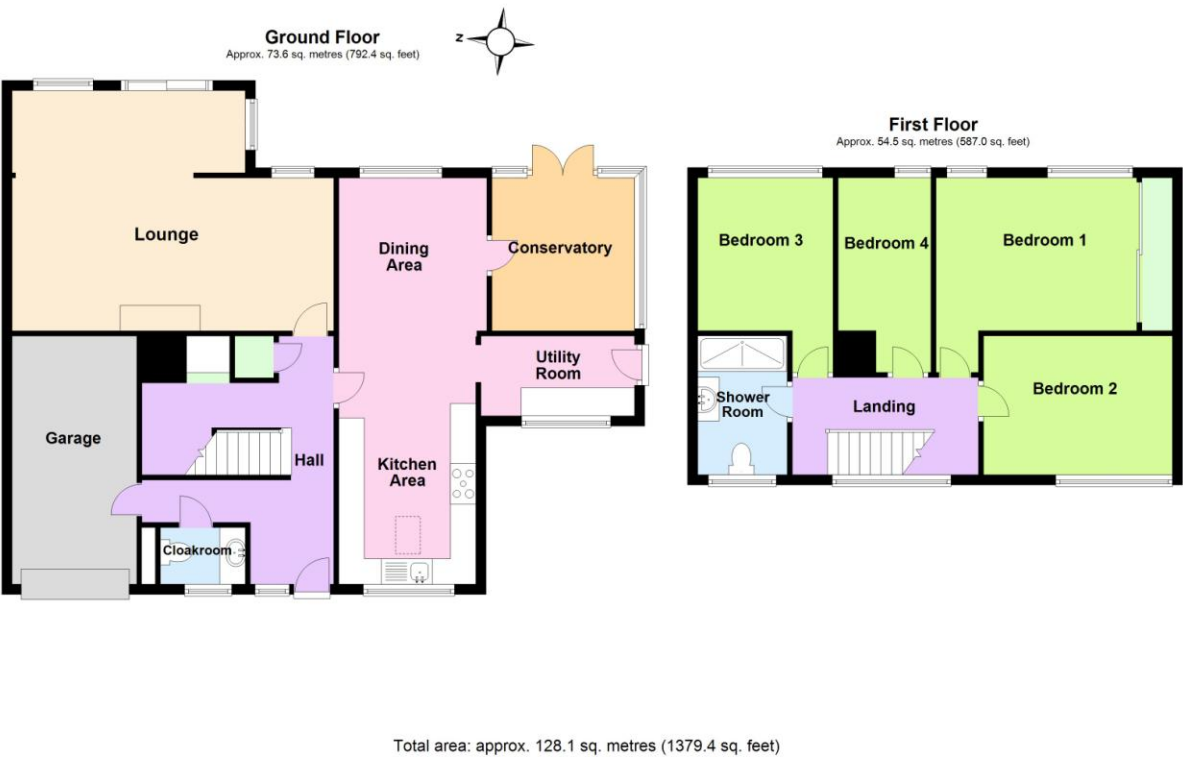 Ground Floor
Approx. 73.6 sq. metres (792.4 sq. feet)
Z
First Floor
Approx. 54.5 sq. metres (587.0 sq. feet)
Lounge
Dining
Area
Conservatory
Utility
Room
Garage
Hall
Kitchen
Area
Cloakroom
Bedroom 3
Bedroom 4
Bedroom 1
Shower
Room
Landing
Bedroom 2
Total area: approx. 128.1 sq. metres (1379.4 sq. feet)